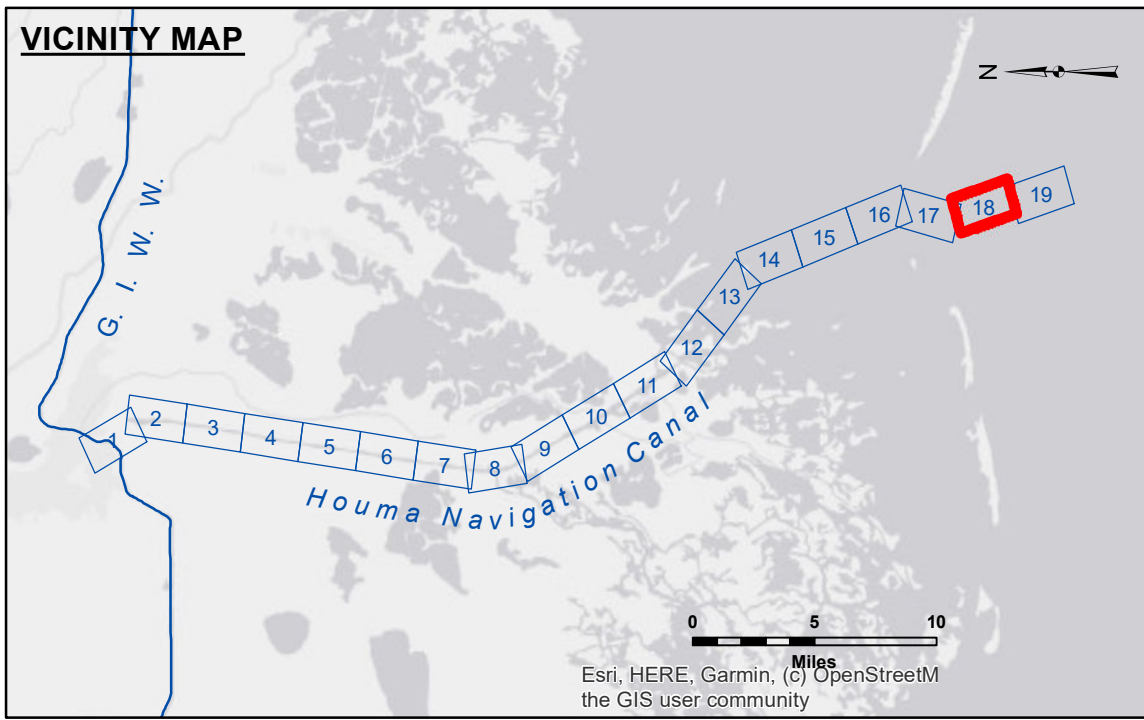 VICINITY MAP
N
G. I. W. W.
1
2
3
4
5
6
7
8
9
10
11
12
13
14
15
16
17
18
19
Houma Navigation Canal
0 5 10
Miles
Esri, HERE, Garmin, (c) OpenStreetM
the GIS user community